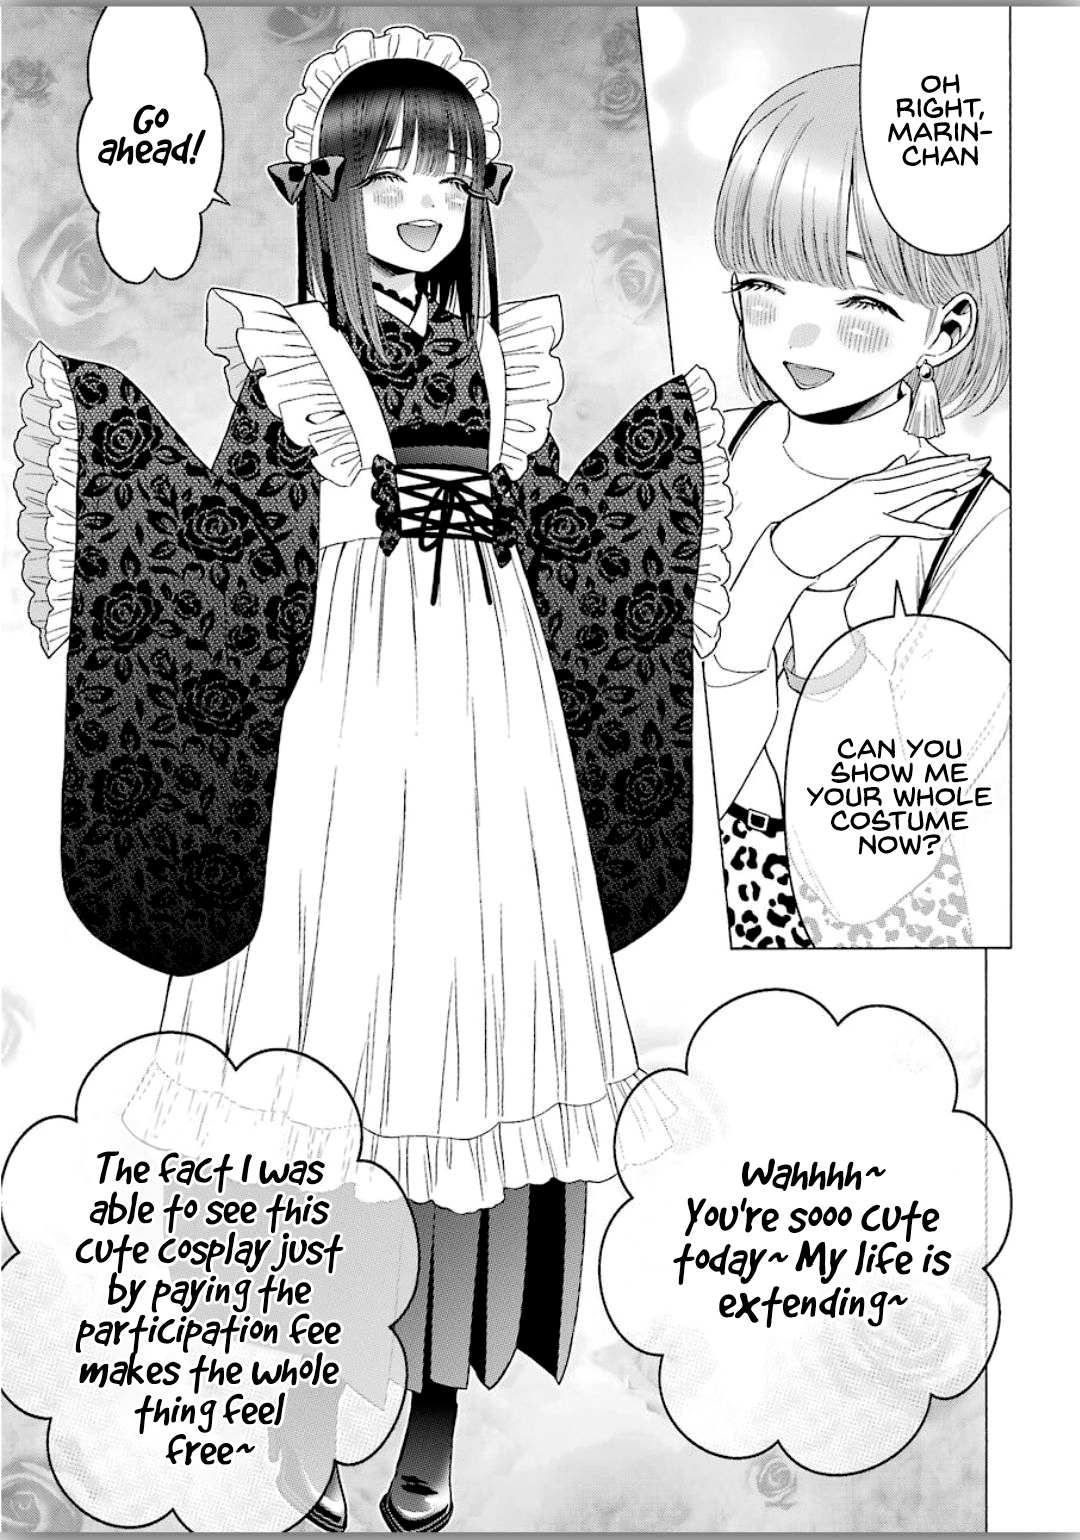 OH
RIGHT,
MARIN-
CHAN
CAN YOU
SHOW ME
YOUR WHOLE
COSTUME
NOW?
Go
ahead!
Wahhhh~
You're sooo cute
today~ My life is
extending~
The fact I was
able to see this
cute cosplay just
by paying the
participation fee
makes the whole
thing feel
free~